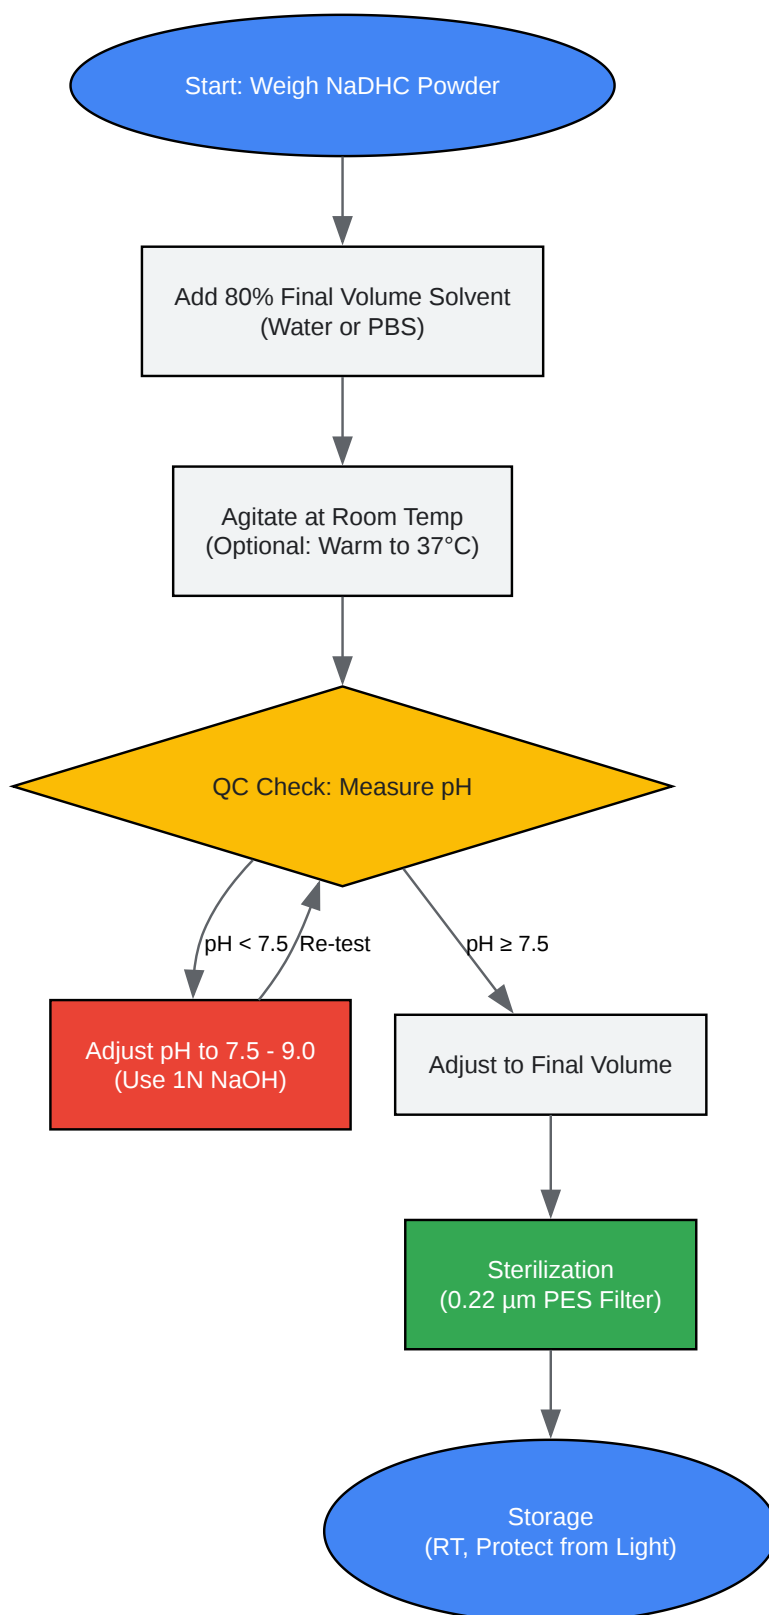 Start: Weigh NaDHC Powder
Add 80% Final Volume Solvent
(Water or PBS)
Agitate at Room Temp
(Optional: Warm to 37°C)
QC Check: Measure pH
pH < 7.5
Re-test
pH ≥ 7.5
Adjust pH to 7.5 - 9.0
(Use 1N NaOH)
Adjust to Final Volume
Sterilization
(0.22 µm PES Filter)
Storage
(RT, Protect from Light)